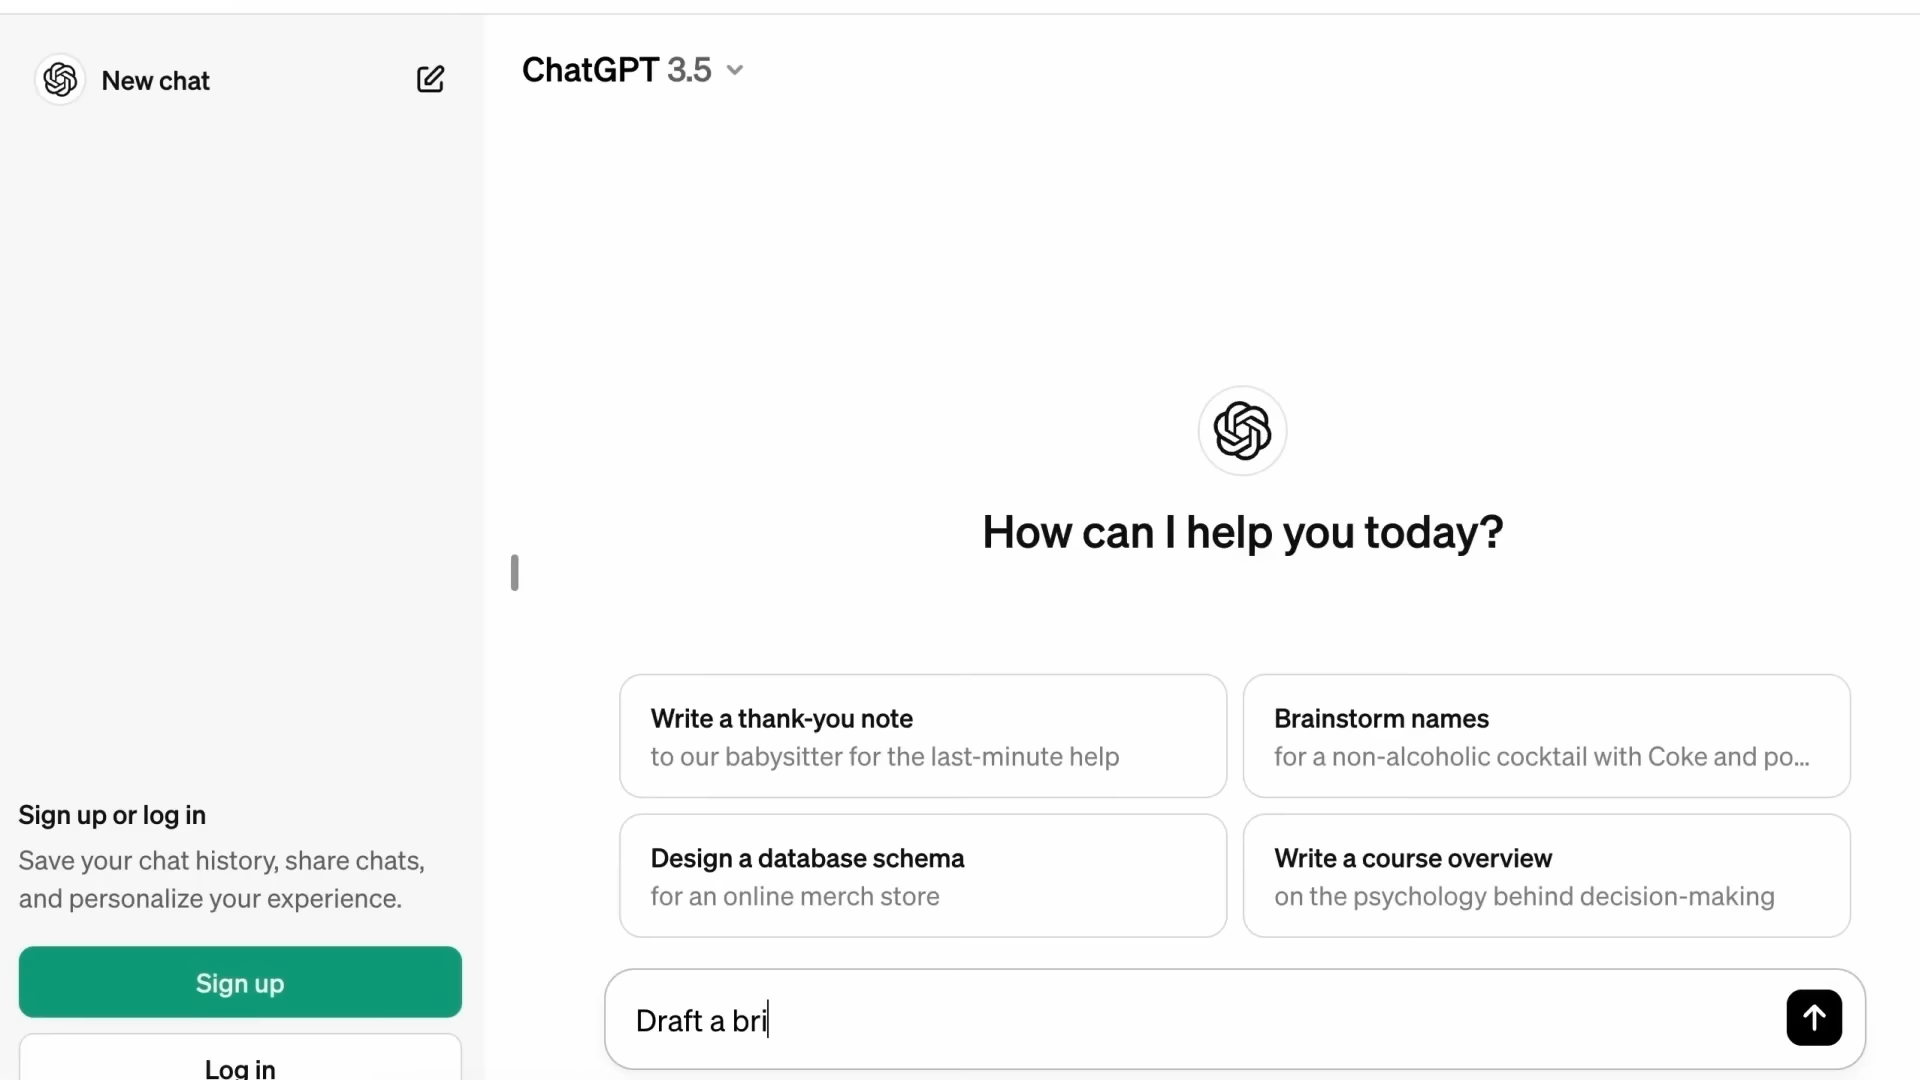 New chat
ChatGPT 3.5
How can I help you today?
Write a thank-you note
to our babysitter for the last-minute help
Brainstorm names
for a non-alcoholic cocktail with Coke and po...
Design a database schema
for an online merch store
Write a course overview
on the psychology behind decision-making
Sign up or log in
Save your chat history, share chats,
and personalize your experience.
Sign up
Log in
Draft a bri